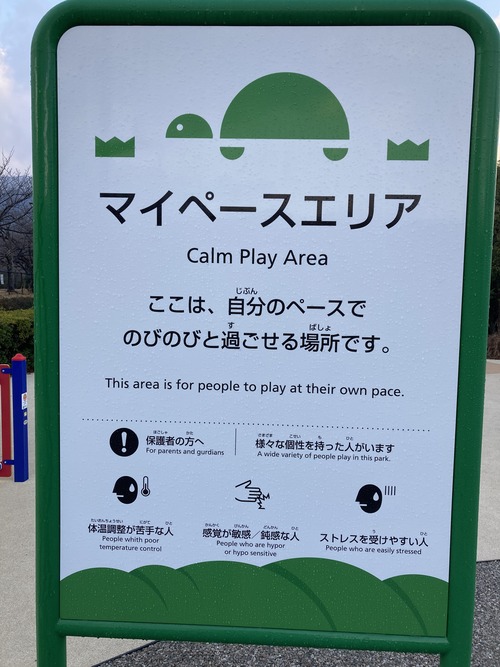 マイペースエリア
Calm Play Area
ここは、自分のペースで
のびのびと過ごせる場所です。
This area is for people to play at their own pace.
保護者の方へ
For parents and gurdians
様々な個性を持った人がいます
A wide variety of people play in this park.
体温調整が苦手な人
People whith poor
temperature control
感覚が敏感／鈍感な人
People who are hypor
or hypo sensitive
ストレスを受けやすい人
People who are easily stressed